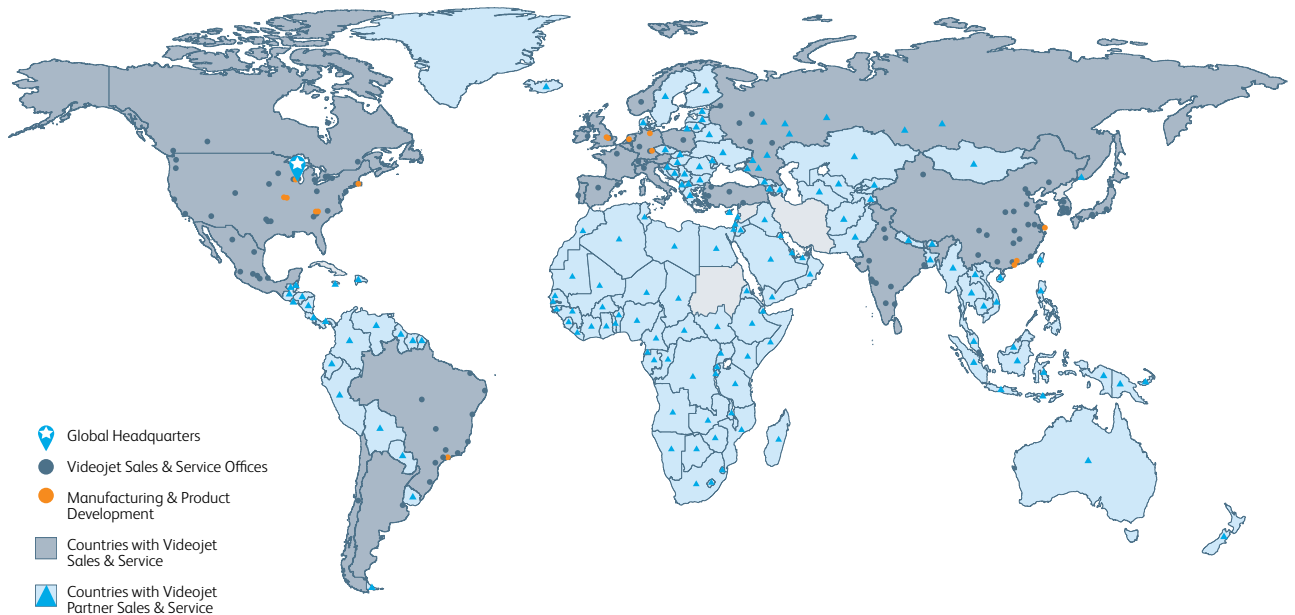 Global Headquarters
Videojet Sales & Service Offices
Manufacturing & Product
Development
Countries with Videojet
Sales & Service
Countries with Videojet
Partner Sales & Service